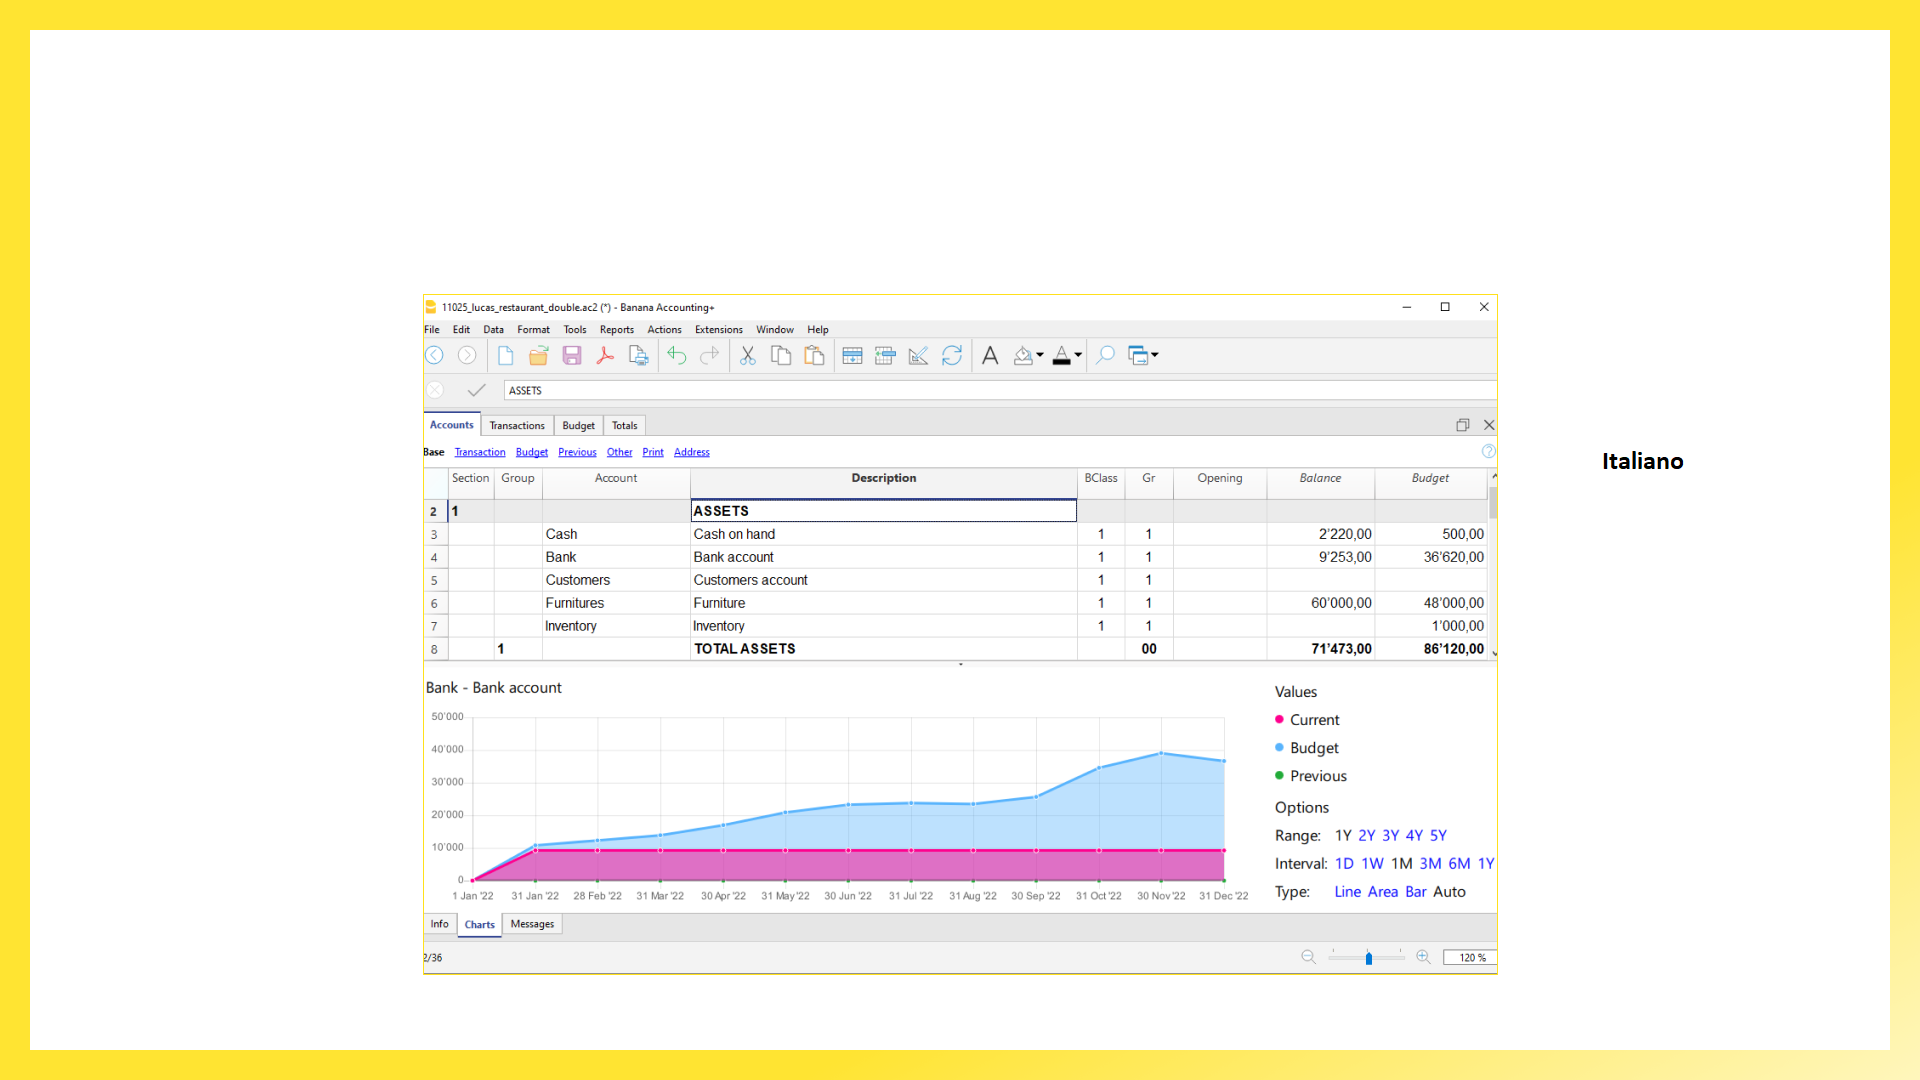 11025_lucas_restaurant_double.ac2 (*) - Banana Accounting+
File Edit Data Format Tools Reports Actions Extensions Window Help
ASSETS
Accounts Transactions Budget Totals
Base Transaction Budget Previous Other Print Address
Section Group Account Description BClass Gr Opening Balance Budget
2 1 ASSETS
3 Cash Cash on hand 1 1 2'220,00 500,00
4 Bank Bank account 1 1 9'253,00 36'620,00
5 Customers Customers account 1 1
6 Furnitures Furniture 1 1 60'000,00 48'000,00
7 Inventory Inventory 1 1 1'000,00
8 1 TOTAL ASSETS 00 71'473,00 86'120,00
Bank - Bank account
50'000
40'000
30'000
20'000
10'000
0
1 Jan '22 31 Jan '22 28 Feb '22 31 Mar '22 30 Apr '22 31 May '22 30 Jun '22 31 Jul '22 31 Aug '22 30 Sep '22 31 Oct '22 30 Nov '22 31 Dec '22
Values
Current
Budget
Previous
Options
Range: 1Y 2Y 3Y 4Y 5Y
Interval: 1D 1W 1M 3M 6M 1Y
Type: Line Area Bar Auto
Info Charts Messages
2/36
120 %
Italiano